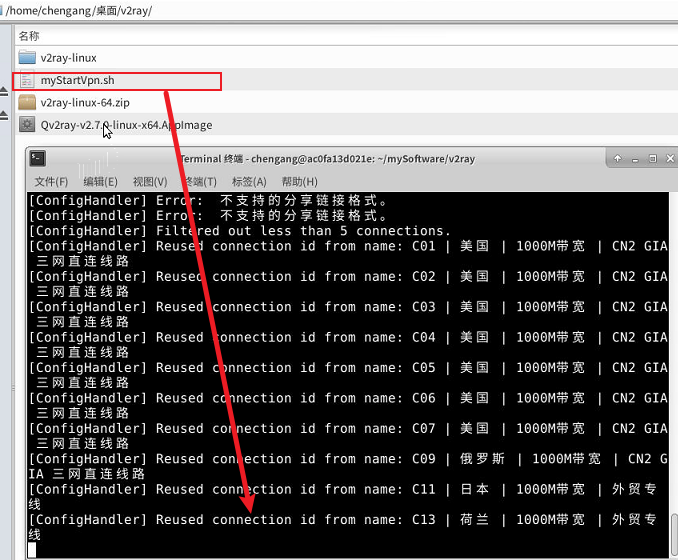 /home/chengang/桌面/v2ray/
名称
v2ray-linux
myStartVpn.sh
v2ray-linux-64.zip
Qv2ray-v2.7.0-linux-x64.AppImage
Terminal 终端 - chengang@ac0fa13d021e: ~/mySoftware/v2ray
文件(F) 编辑(E) 视图(V) 终端(T) 标签(A) 帮助(H)
[ConfigHandler] Error: 不支持的分享链接格式。
[ConfigHandler] Error: 不支持的分享链接格式。
[ConfigHandler] Filtered out less than 5 connections.
[ConfigHandler] Reused connection id from name: C01 | 美国 | 1000M带宽 | CN2 GIA
三网直连线路
[ConfigHandler] Reused connection id from name: C02 | 美国 | 1000M带宽 | CN2 GIA
三网直连线路
[ConfigHandler] Reused connection id from name: C03 | 美国 | 1000M带宽 | CN2 GIA
三网直连线路
[ConfigHandler] Reused connection id from name: C04 | 美国 | 1000M带宽 | CN2 GIA
三网直连线路
[ConfigHandler] Reused connection id from name: C05 | 美国 | 1000M带宽 | CN2 GIA
三网直连线路
[ConfigHandler] Reused connection id from name: C06 | 美国 | 1000M带宽 | CN2 GIA
三网直连线路
[ConfigHandler] Reused connection id from name: C07 | 美国 | 1000M带宽 | CN2 GIA
三网直连线路
[ConfigHandler] Reused connection id from name: C09 | 俄罗斯 | 1000M带宽 | CN2 G
IA 三网直连线路
[ConfigHandler] Reused connection id from name: C11 | 日本 | 1000M带宽 | 外贸专
线
[ConfigHandler] Reused connection id from name: C13 | 荷兰 | 1000M带宽 | 外贸专
线